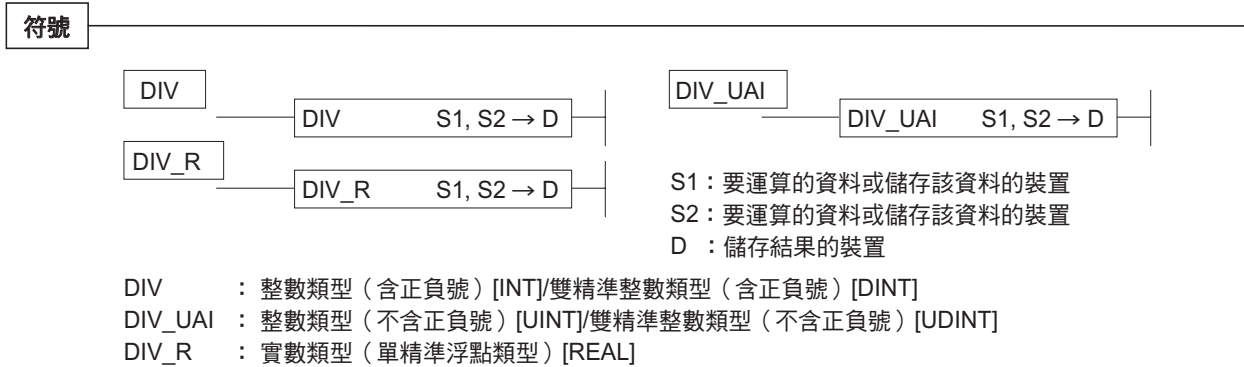 符號
DIV
DIV S1, S2 → D
DIV_UAI
DIV_UAI S1, S2 → D
DIV_R
DIV_R S1, S2 → D
S1：要運算的資料或儲存該資料的裝置
S2：要運算的資料或儲存該資料的裝置
D ：儲存結果的裝置
DIV ：整數類型（含正負號）[INT]/雙精準整數類型（含正負號）[DINT]
DIV_UAI ：整數類型（不含正負號）[UINT]/雙精準整數類型（不含正負號）[UDINT]
DIV_R ：實數類型（單精準浮點類型）[REAL]